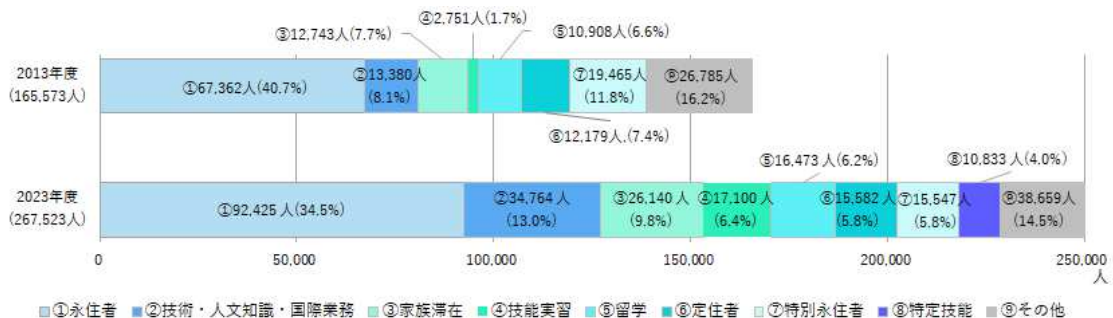 ④2,751人(1.7%)
③12,743人(7.7%)
⑤10,908人(6.6%)
2013年度
(165,573人)
①67,362人(40.7%)
②13,380人
(8.1%)
⑦19,465人
(11.8%)
⑨26,785人
(16.2%)
⑥12,179人,(7.4%)
⑤16,473人(6.2%)
⑧10,833人(4.0%)
2023年度
(267,523人)
①92,425人(34.5%)
②34,764人
(13.0%)
③26,140人
(9.8%)
④17,100人
(6.4%)
⑥15,582人
(5.8%)
⑦15,547人
(5.8%)
⑨38,659人
(14.5%)
0 50,000 100,000 150,000 200,000 250,000
人
①永住者 ②技術・人文知識・国際業務 ③家族滞在 ④技能実習 ⑤留学 ⑥定住者 ⑦特別永住者 ⑧特定技能 ⑨その他